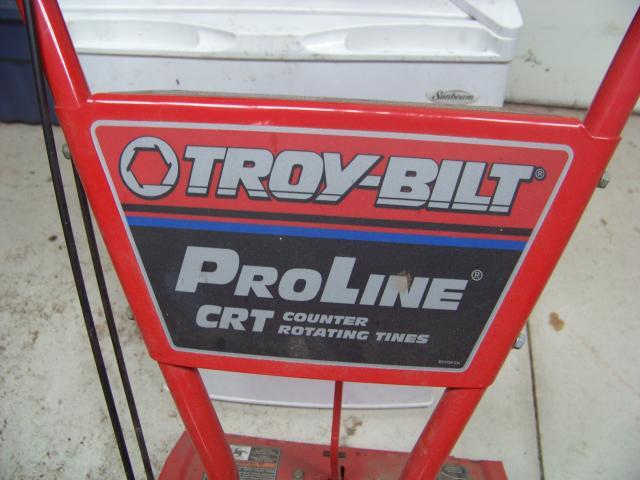 Sunbeam
TROY-BILT®
PROLINE®
CRT COUNTER
ROTATING TINES